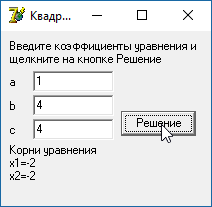 Квадр...
Введите коэффициенты уравнения и
щелкните на кнопке Решение
a 1
b 4
c 4
Решение
Корни уравнения
x1=-2
x2=-2